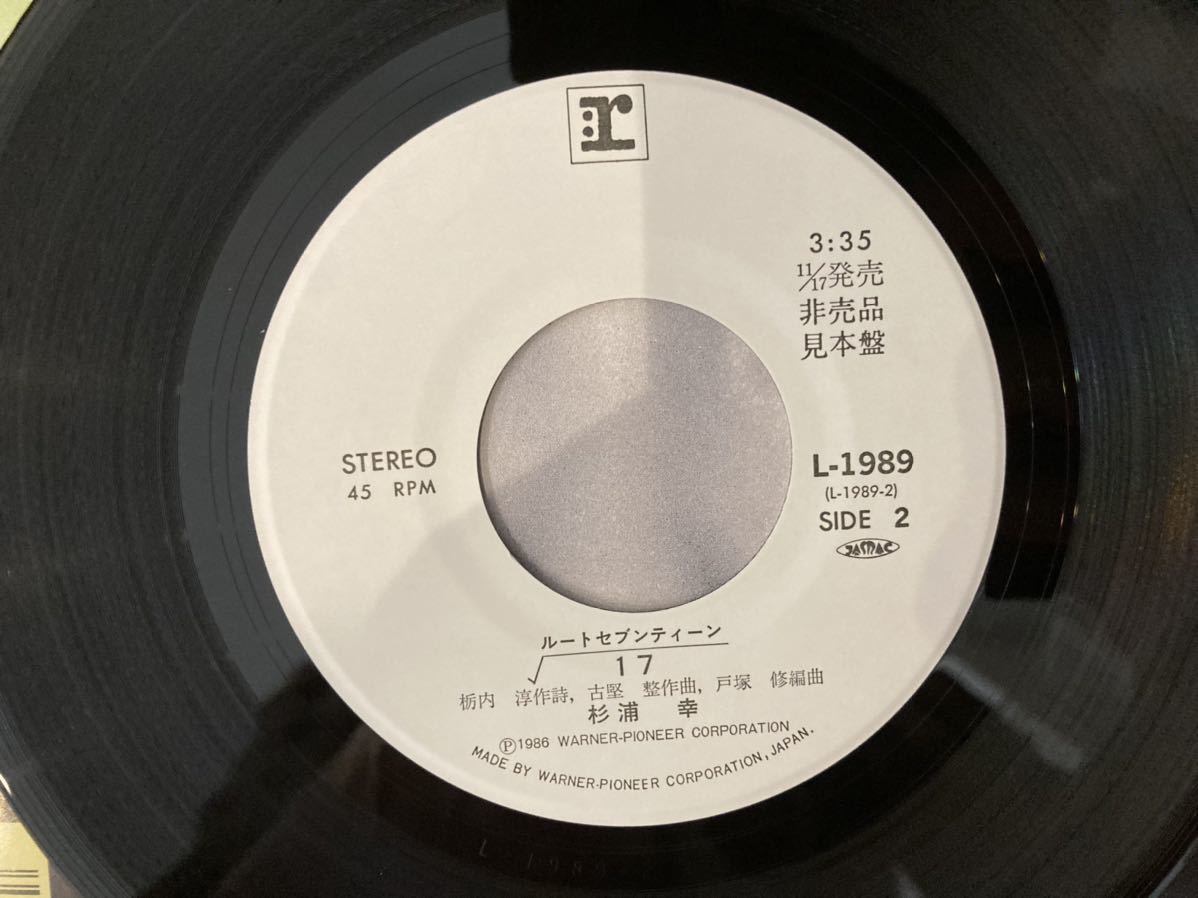 r
3:35
11/17発売
非売品
見本盤
STEREO
45 RPM
L-1989
(L-1989-2)
SIDE 2
JASRAC
ルートセブンティーン
√17
栃内 淳作詩, 古堅 整作曲, 戸塚 修編曲
杉浦 幸
Ⓟ1986 WARNER-PIONEER CORPORATION
MADE BY WARNER-PIONEER CORPORATION, JAPAN.
L-1989